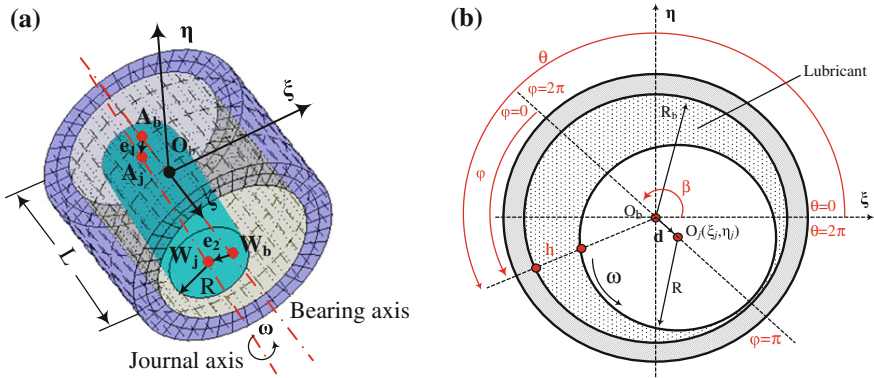 (a)
η
ξ
A_b
e_1
O_b
A_j
ζ
L
e_2
W_j
W_b
R
ω
Bearing axis
Journal axis
(b)
η
θ
Lubricant
φ=2π
φ=0
R_b
φ
β
ξ
O_b
θ=0
d
O_j(ξ_j,η_j)
θ=2π
h
ω
R
φ=π